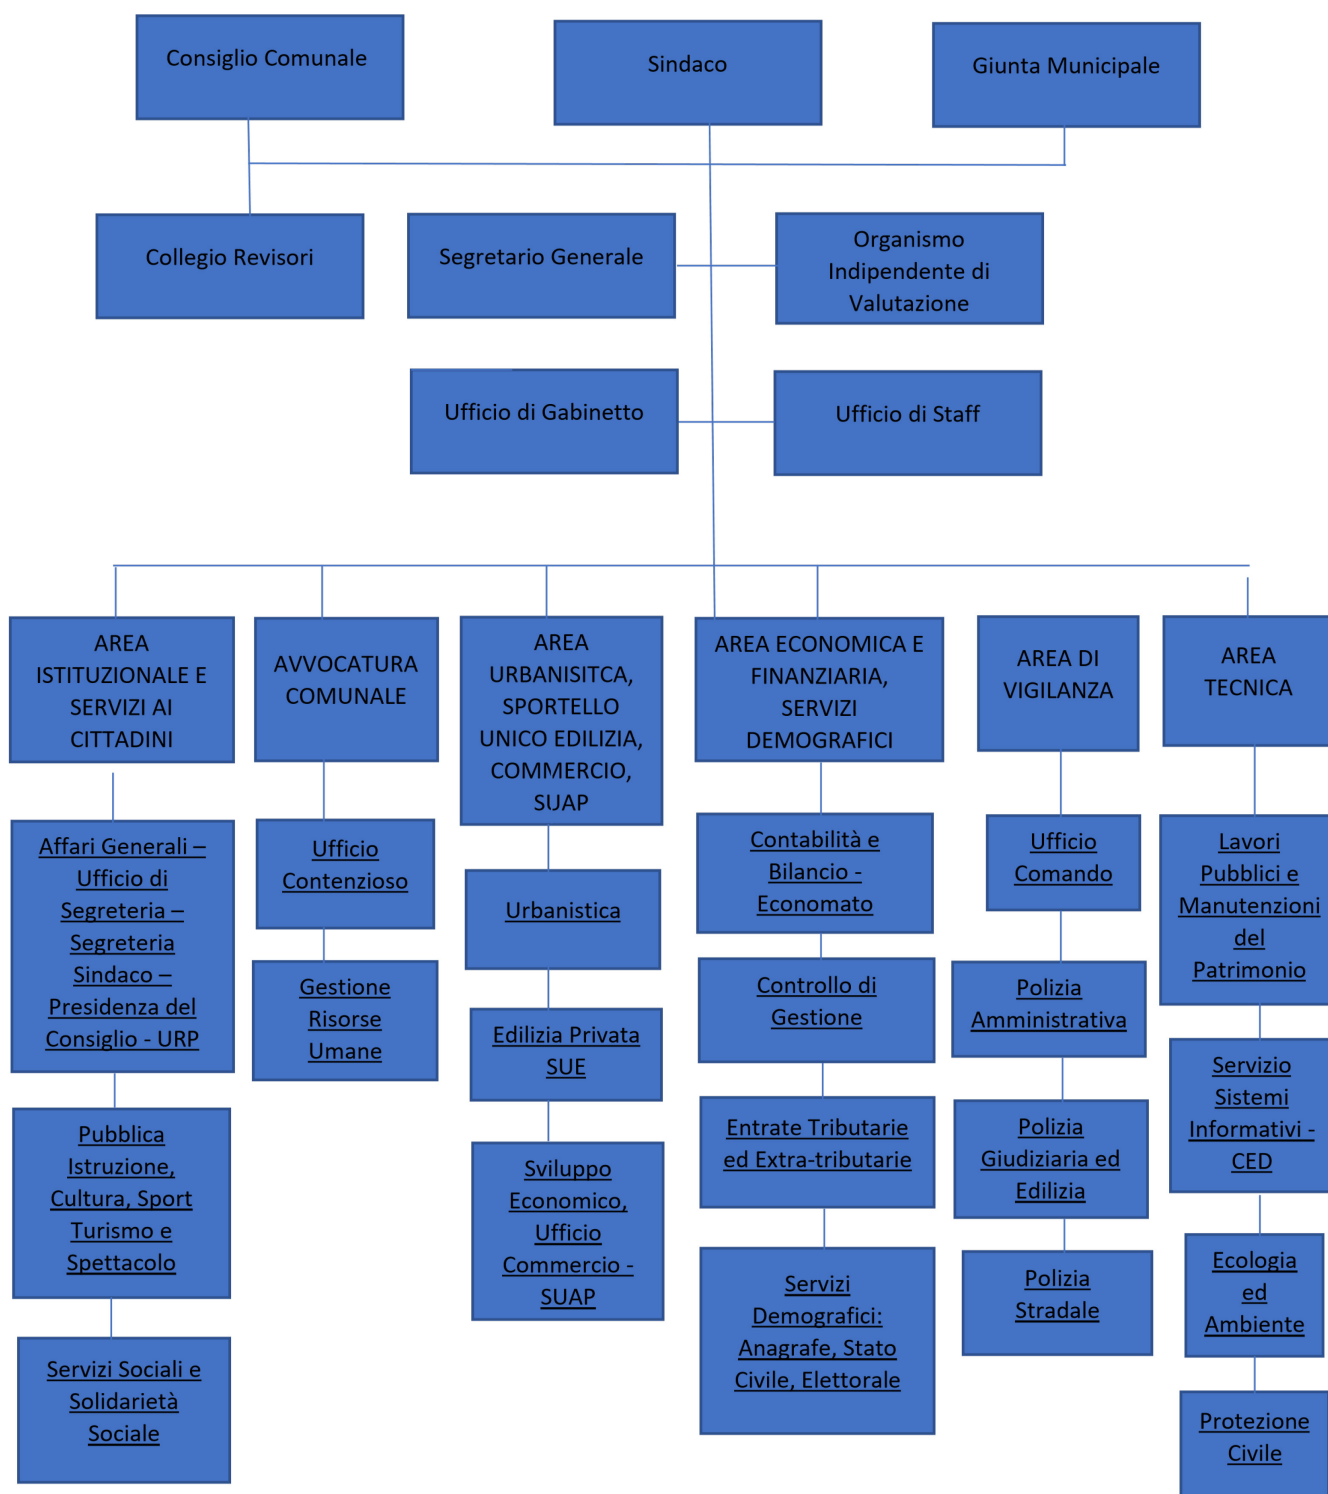 Consiglio Comunale
Sindaco
Giunta Municipale
Collegio Revisori
Segretario Generale
Organismo
Indipendente di
Valutazione
Ufficio di Gabinetto
Ufficio di Staff
AREA
ISTITUZIONALE E
SERVIZI AI
CITTADINI
AVVOCATURA
COMUNALE
AREA
URBANISITCA,
SPORTELLO
UNICO EDILIZIA,
COMMERCIO,
SUAP
AREA ECONOMICA E
FINANZIARIA,
SERVIZI
DEMOGRAFICI
AREA DI
VIGILANZA
AREA
TECNICA
Affari Generali –
Ufficio di
Segreteria –
Segreteria
Sindaco –
Presidenza del
Consiglio - URP
Pubblica
Istruzione,
Cultura, Sport
Turismo e
Spettacolo
Servizi Sociali e
Solidarietà
Sociale
Ufficio
Contenzioso
Gestione
Risorse
Umane
Urbanistica
Edilizia Privata
SUE
Sviluppo
Economico,
Ufficio
Commercio -
SUAP
Contabilità e
Bilancio -
Economato
Controllo di
Gestione
Entrate Tributarie
ed Extra-tributarie
Servizi
Demografici:
Anagrafe, Stato
Civile, Elettorale
Ufficio
Comando
Polizia
Amministrativa
Polizia
Giudiziaria ed
Edilizia
Polizia
Stradale
Lavori
Pubblici e
Manutenzioni
del
Patrimonio
Servizio
Sistemi
Informativi -
CED
Ecologia
ed
Ambiente
Protezione
Civile